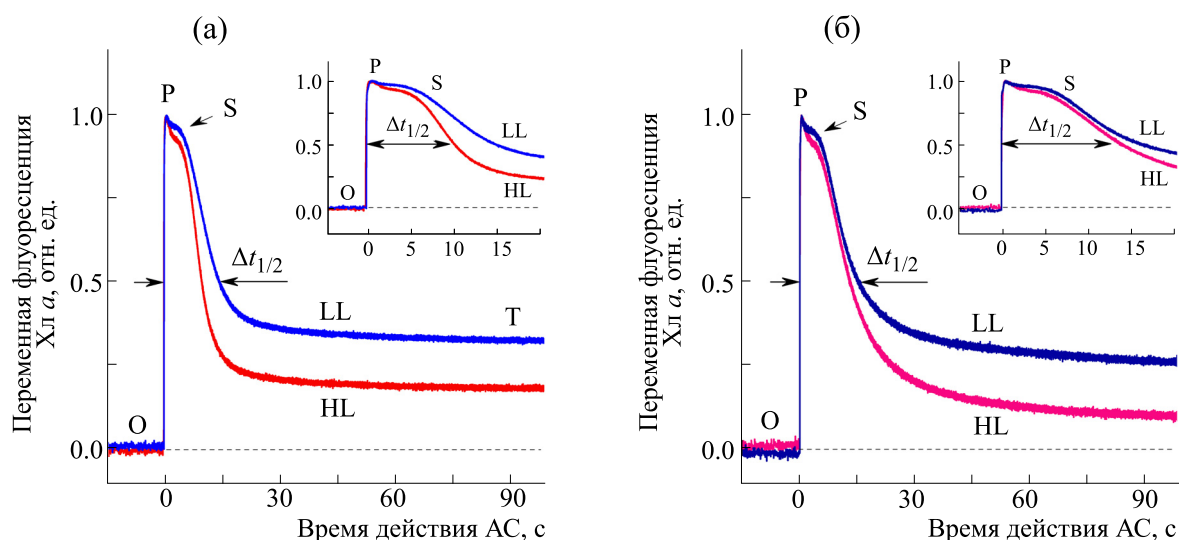 (а)
Переменная флуоресценция
Хл a, отн. ед.
1.0
0.5
0.0
P
S
O
Δt1/2
LL
HL
T
0
30
60
90
Время действия АС, с
1.0
0.5
0.0
P
S
O
Δt1/2
LL
HL
0
5
10
15
(б)
Переменная флуоресценция
Хл a, отн. ед.
1.0
0.5
0.0
P
S
O
Δt1/2
LL
HL
0
30
60
90
Время действия АС, с
1.0
0.5
0.0
P
S
O
Δt1/2
LL
HL
0
5
10
15